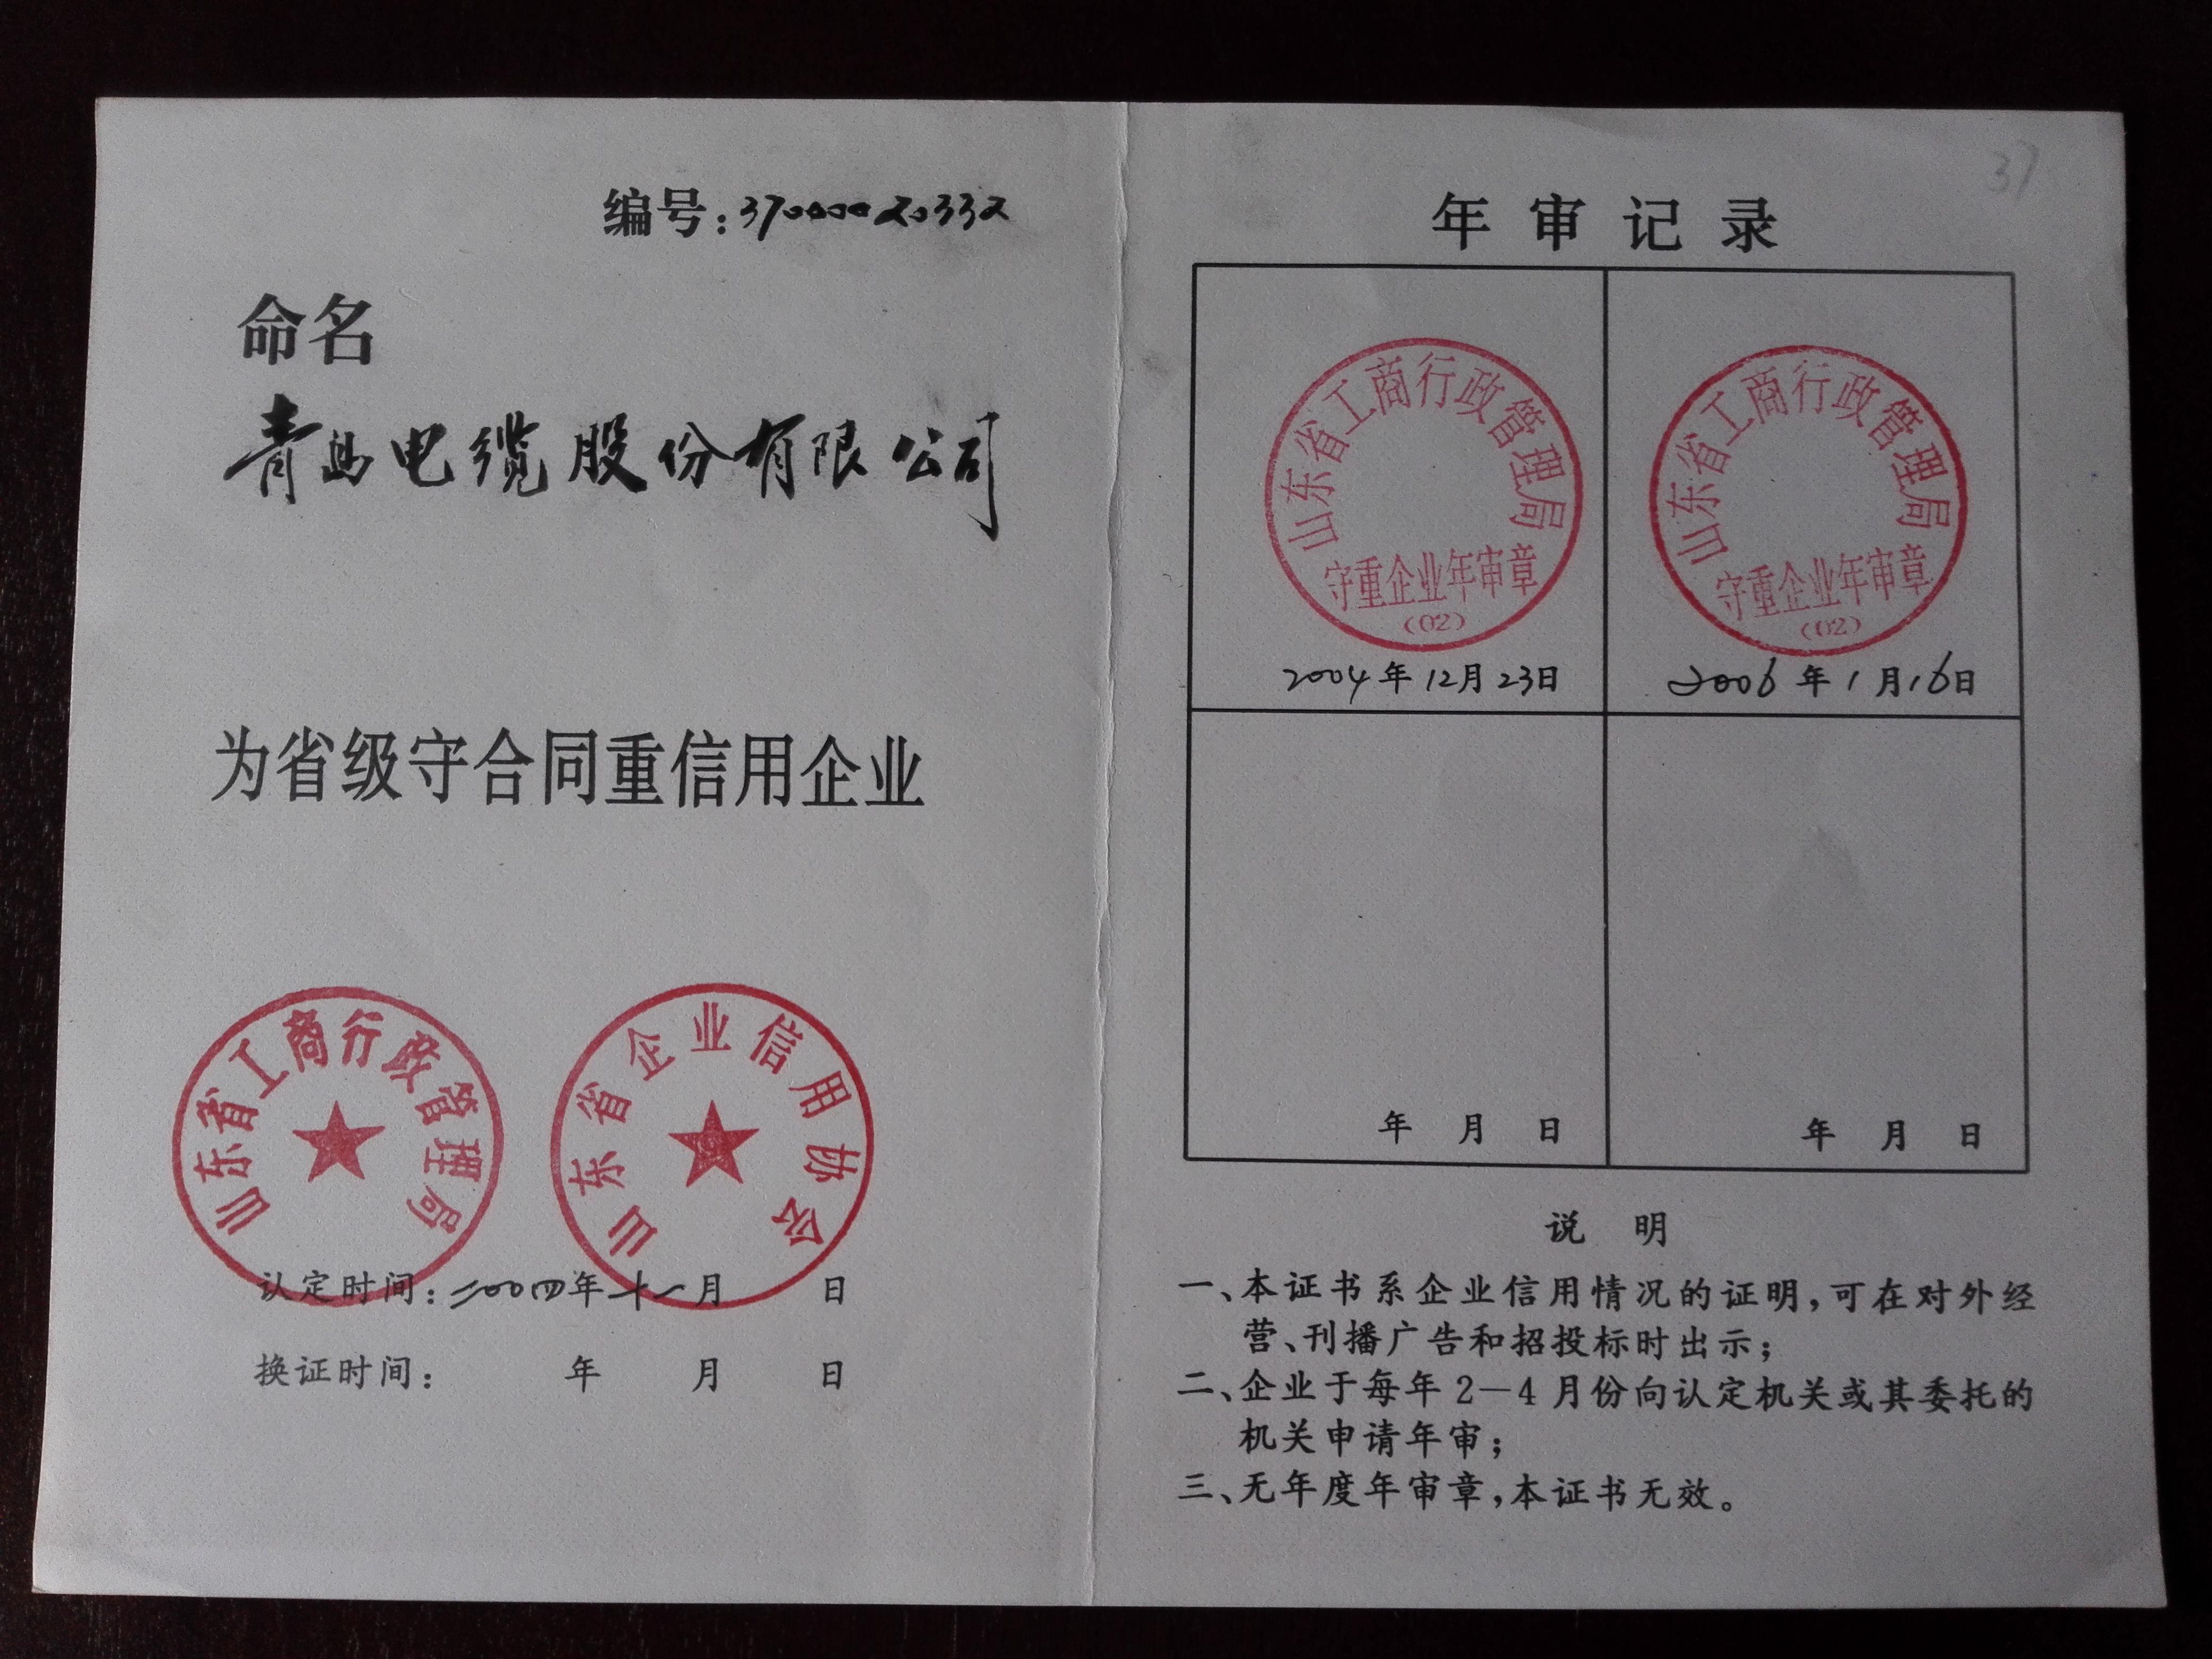 编号：37000020332
命名
青岛电缆股份有限公司
为省级守合同重信用企业
山东省工商行政管理局
山东省企业信用协会
认定时间：二00四年十一月 日
换证时间： 年 月 日
37
年审记录
山东省工商行政管理局
守重企业年审章
(02)
2004年12月23日
山东省工商行政管理局
守重企业年审章
(02)
2006年1月16日
年 月 日
年 月 日
说 明
一、本证书系企业信用情况的证明，可在对外经
营、刊播广告和招投标时出示；
二、企业于每年2—4月份向认定机关或其委托的
机关申请年审；
三、无年度年审章，本证书无效。